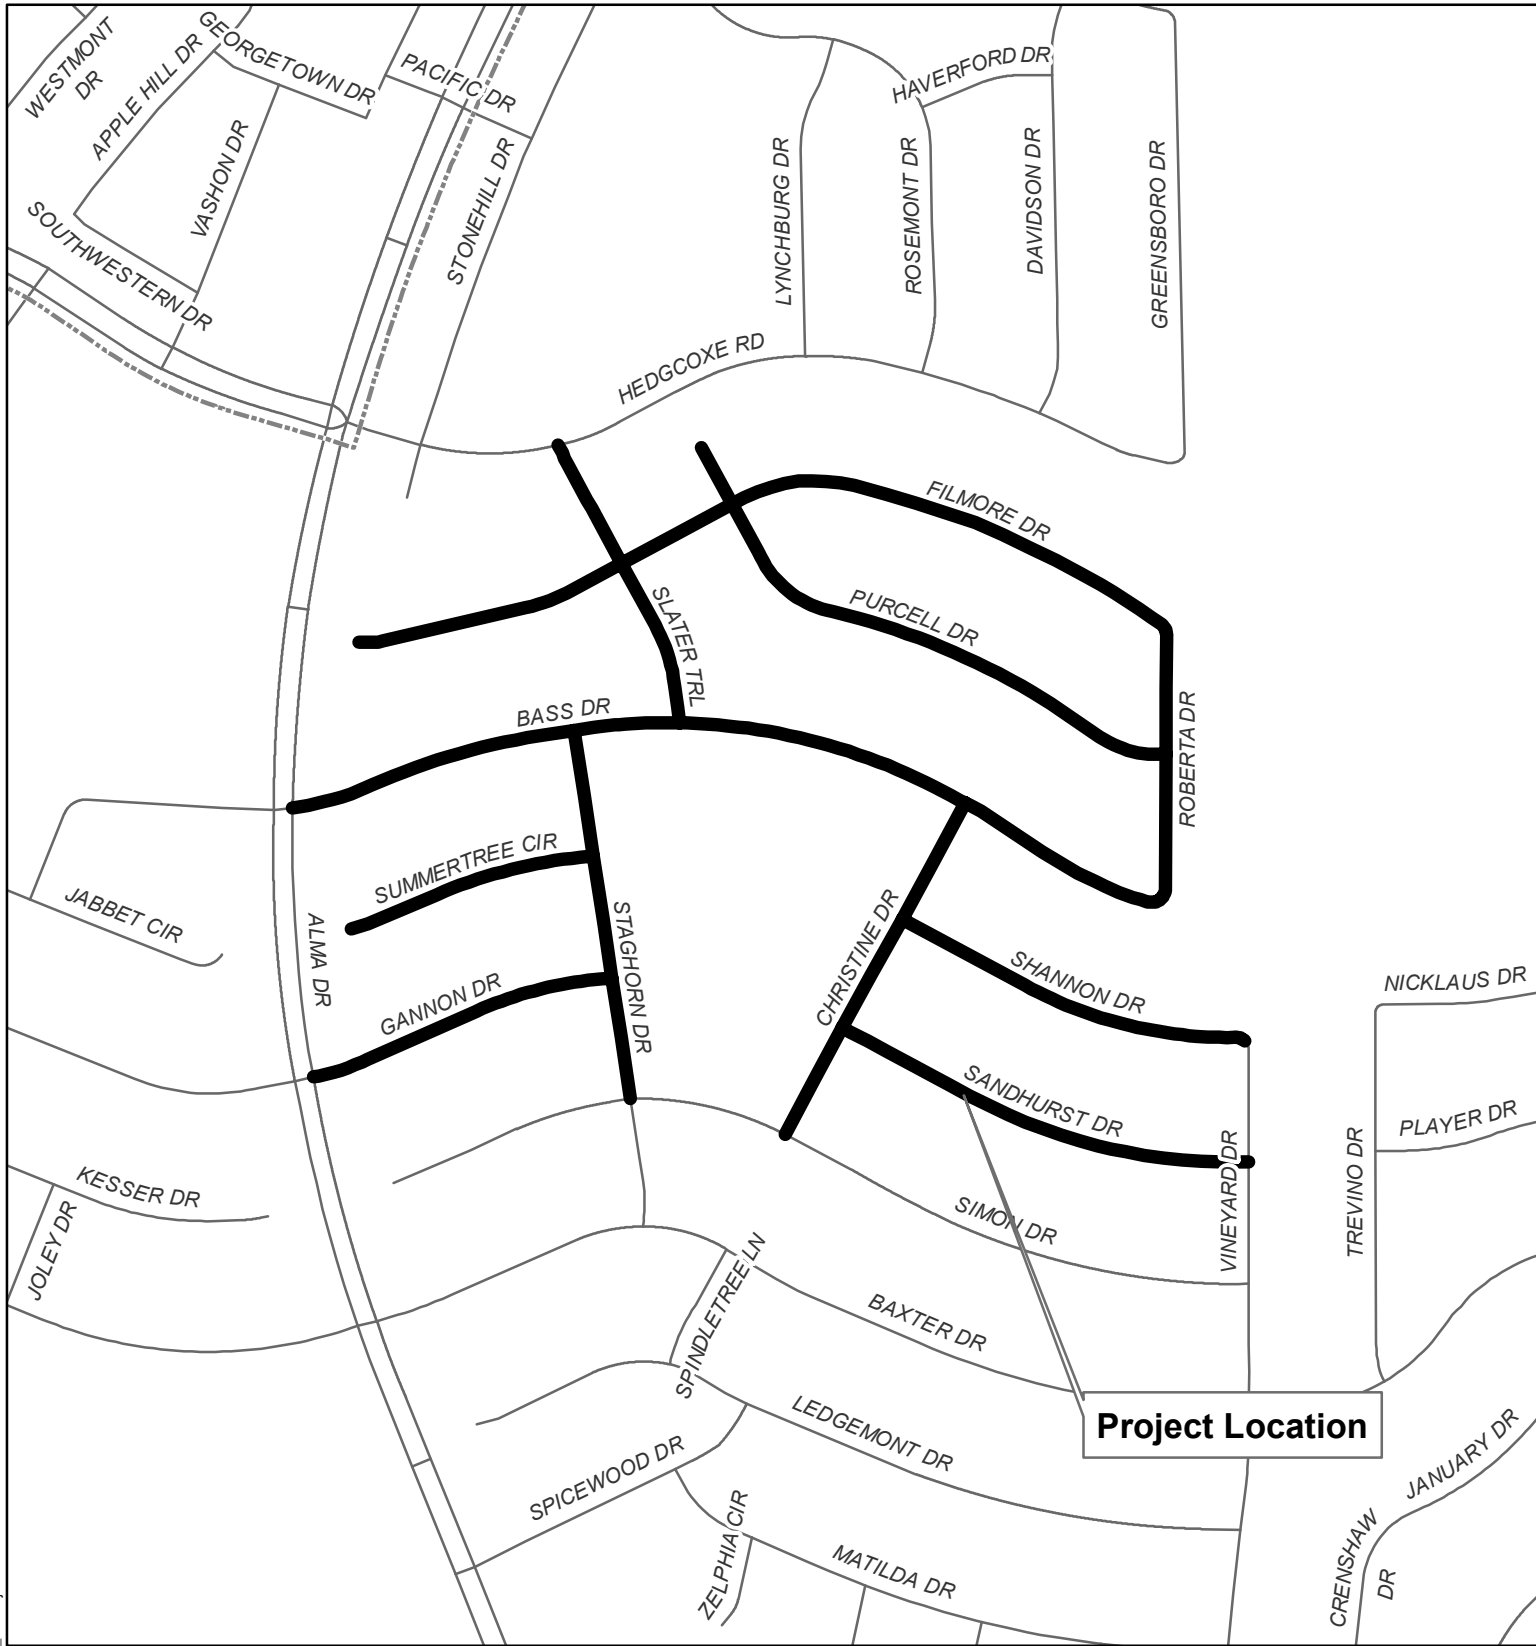 WESTMONT
DR
APPLE HILL DR
GEORGETOWN DR
PACIFIC DR
VASHON DR
SOUTHWESTERN DR
STONEHILL DR
HAVERFORD DR
LYNCHBURG DR
ROSEMONT DR
DAVIDSON DR
GREENSBORO DR
HEDGCOXE RD
FILMORE DR
SLATER TRL
PURCELL DR
BASS DR
ROBERTA DR
SUMMERTREE CIR
JABBET CIR
ALMA DR
STAGHORN DR
CHRISTINE DR
GANNON DR
SHANNON DR
NICKLAUS DR
SANDHURST DR
PLAYER DR
VINEYARD DR
TREVINO DR
KESSER DR
JOLEY DR
SIMON DR
SPINDLETREE LN
BAXTER DR
Project Location
LEDGEMONT DR
JANUARY DR
SPICEWOOD DR
ZELPHIA CIR
MATILDA DR
CRENSHAW
DR